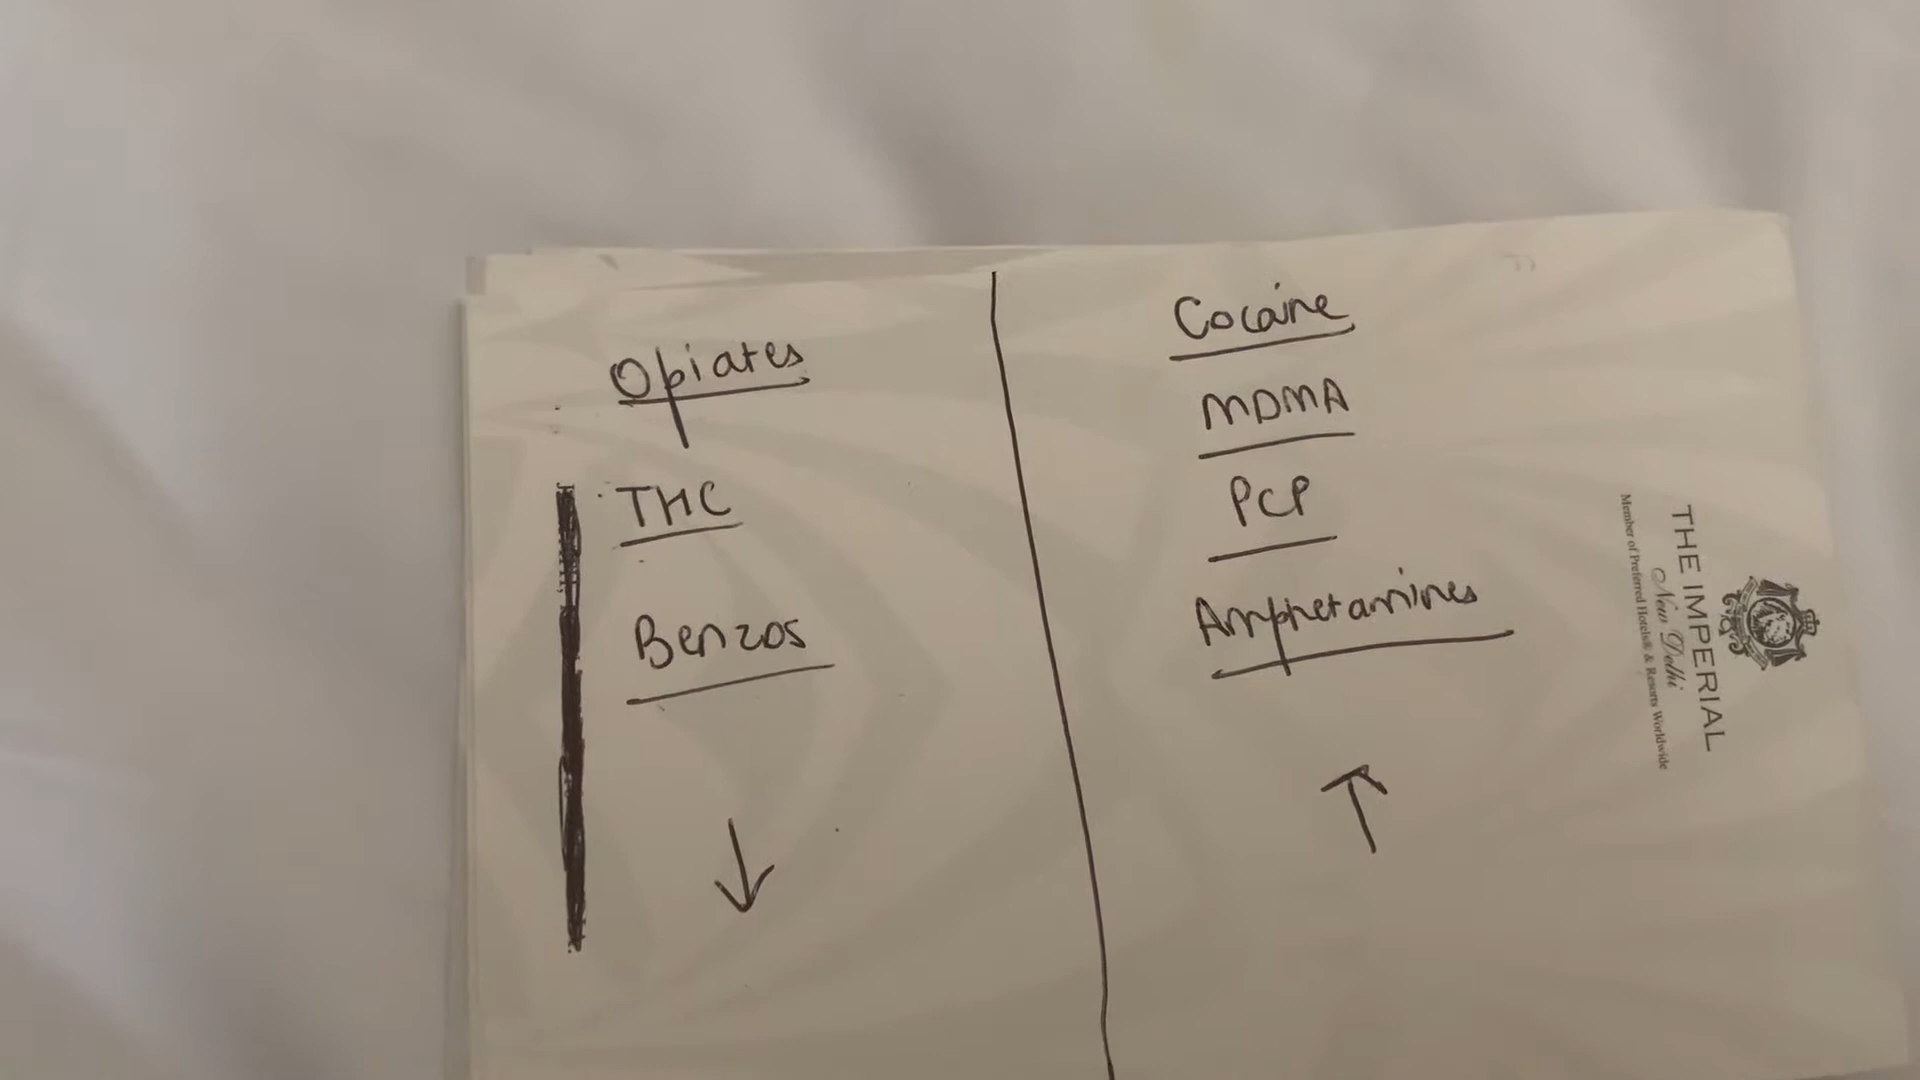 Opiates
THC
Benzos
↓
Cocaine
MDMA
PCP
Amphetamines
↑
THE IMPERIAL
New Delhi
Member of Preferred Hotels® & Resorts Worldwide